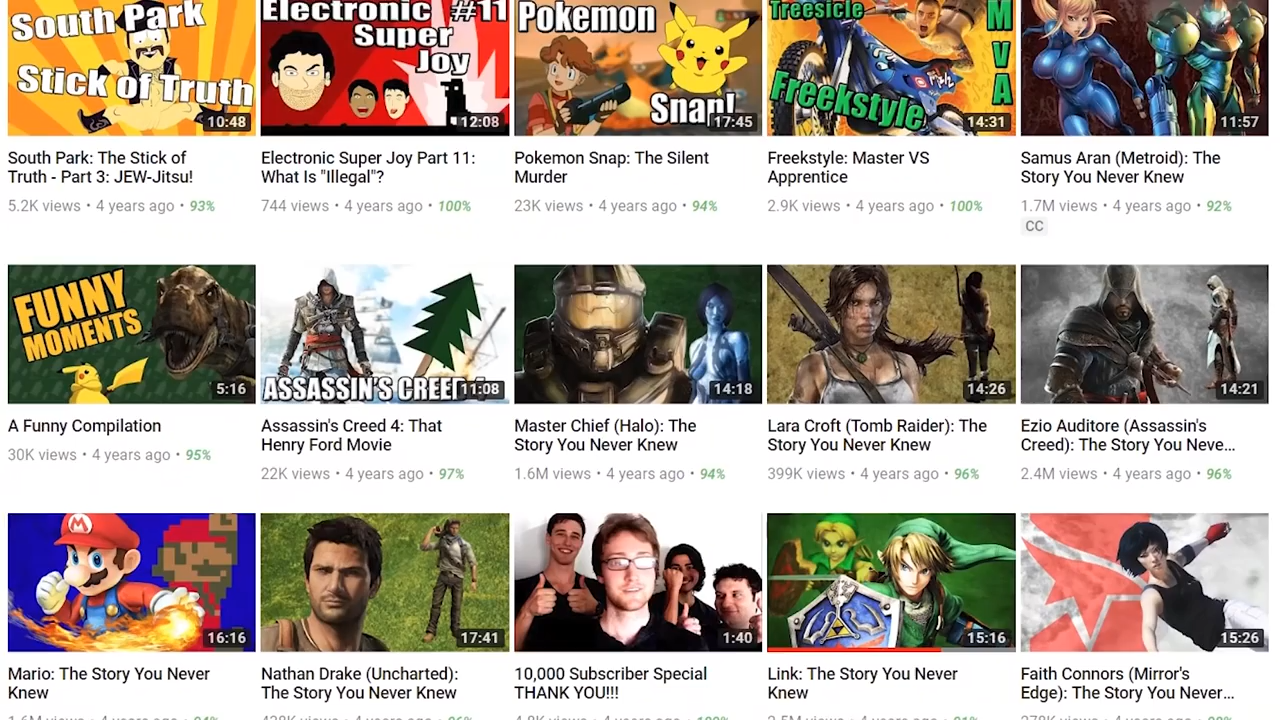 South Park
Stick of Truth
10:48
Electronic #11
Super
Joy
12:08
Pokemon
Snap!
17:45
Treesicle
MvA
Freekstyle
14:31
11:57
South Park: The Stick of
Truth - Part 3: JEW-Jitsu!
5.2K views • 4 years ago • 93%
Electronic Super Joy Part 11:
What Is "Illegal"?
744 views • 4 years ago • 100%
Pokemon Snap: The Silent
Murder
23K views • 4 years ago • 94%
Freekstyle: Master VS
Apprentice
2.9K views • 4 years ago • 100%
Samus Aran (Metroid): The
Story You Never Knew
1.7M views • 4 years ago • 92%
CC
FUNNY
MOMENTS
5:16
ASSASSIN'S CREED
11:08
14:18
14:26
14:21
A Funny Compilation
30K views • 4 years ago • 95%
Assassin's Creed 4: That
Henry Ford Movie
22K views • 4 years ago • 97%
Master Chief (Halo): The
Story You Never Knew
1.6M views • 4 years ago • 94%
Lara Croft (Tomb Raider): The
Story You Never Knew
399K views • 4 years ago • 96%
Ezio Auditore (Assassin's
Creed): The Story You Neve...
2.4M views • 4 years ago • 96%
M
16:16
17:41
1:40
15:16
15:26
Mario: The Story You Never
Knew
Nathan Drake (Uncharted):
The Story You Never Knew
10,000 Subscriber Special
THANK YOU!!!
Link: The Story You Never
Knew
Faith Connors (Mirror's
Edge): The Story You Never...